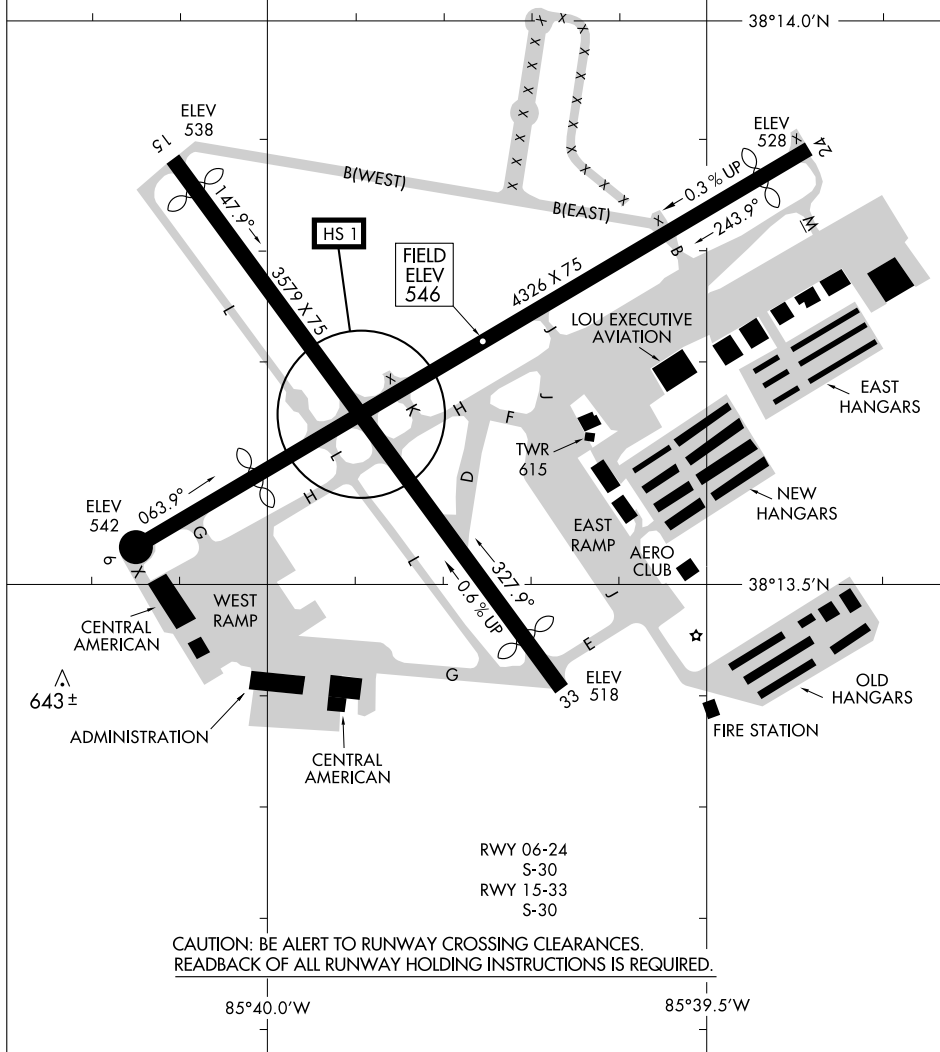 38°14.0'N
X X X
ELEV
538
15
ELEV
528
24
B(WEST)
B(EAST)
0.3 % UP
243.9°
147.9°
HS 1
FIELD
ELEV
546
3579 X 75
4326 X 75
B
M
L
J
LOU EXECUTIVE
AVIATION
EAST
HANGARS
K
H
F
J
TWR
615
L
D
NEW
HANGARS
063.9°
H
ELEV
542
G
6
X
EAST
RAMP
AERO
CLUB
38°13.5'N
L
327.9°
0.6 % UP
J
WEST
RAMP
CENTRAL
AMERICAN
E
G
ELEV
518
33
643 ±
OLD
HANGARS
ADMINISTRATION
FIRE STATION
CENTRAL
AMERICAN
RWY 06-24
S-30
RWY 15-33
S-30
CAUTION: BE ALERT TO RUNWAY CROSSING CLEARANCES.
READBACK OF ALL RUNWAY HOLDING INSTRUCTIONS IS REQUIRED.
85°40.0'W
85°39.5'W